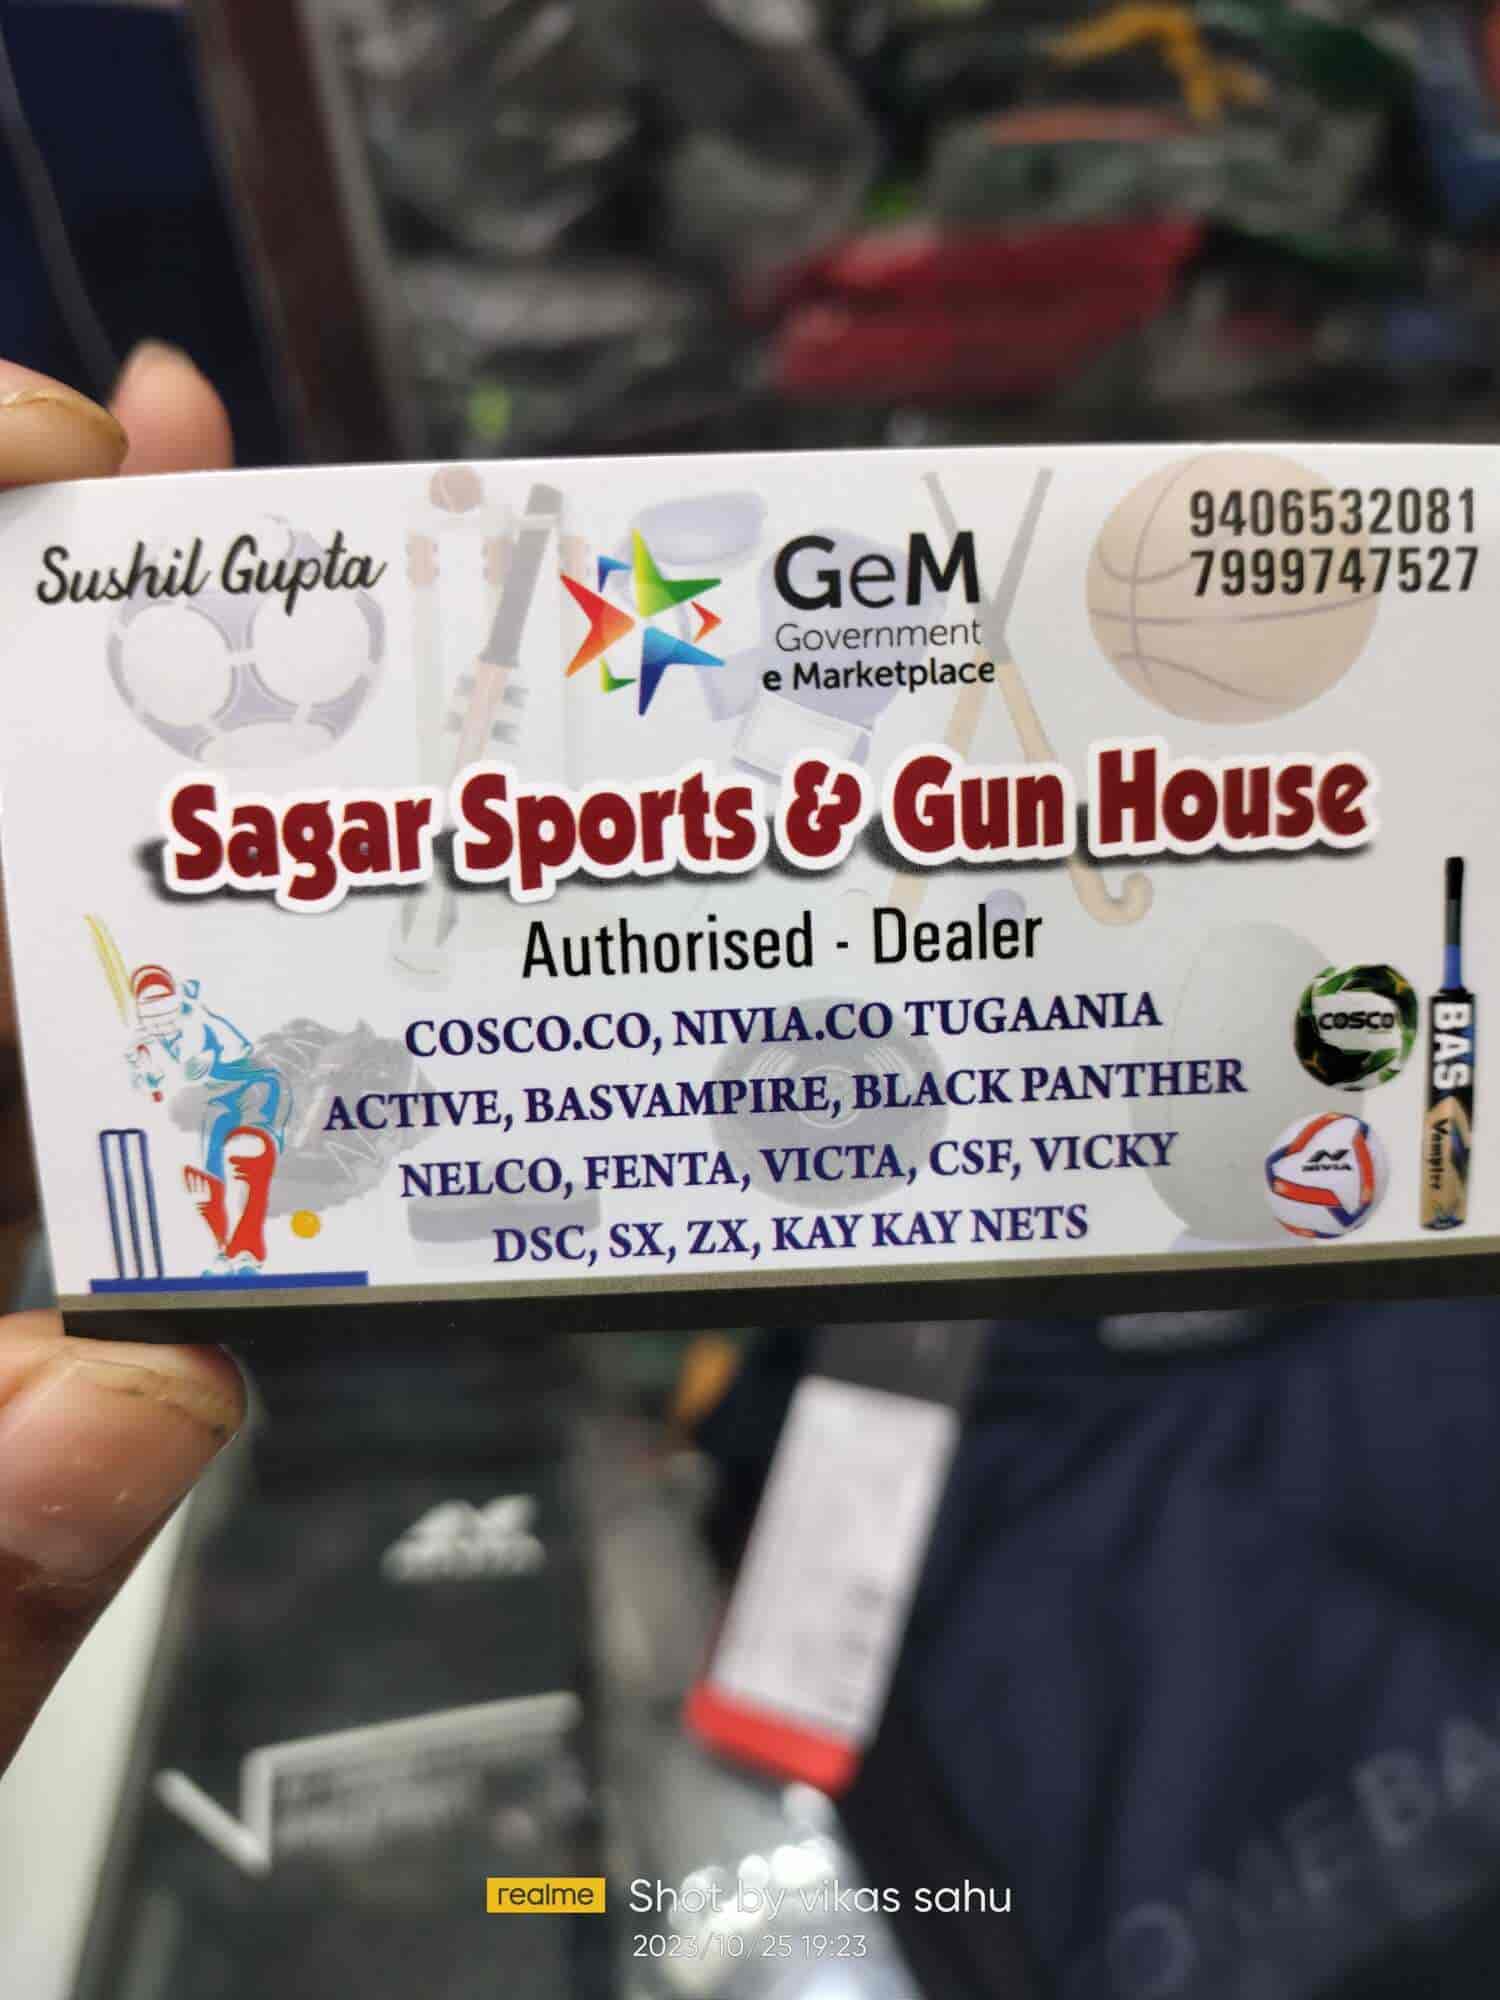 Sushil Gupta
GeM
Government
e Marketplace
9406532081
7999747527
Sagar Sports & Gun House
Authorised - Dealer
COSCO.CO, NIVIA.CO TUGAANIA
ACTIVE, BASVAMPIRE, BLACK PANTHER
NELCO, FENTA, VICTA, CSF, VICKY
DSC, SX, ZX, KAY KAY NETS
COSCO
NIVIA
BAS
Vampire
realme Shot by vikas sahu
2023/10/25 19:23